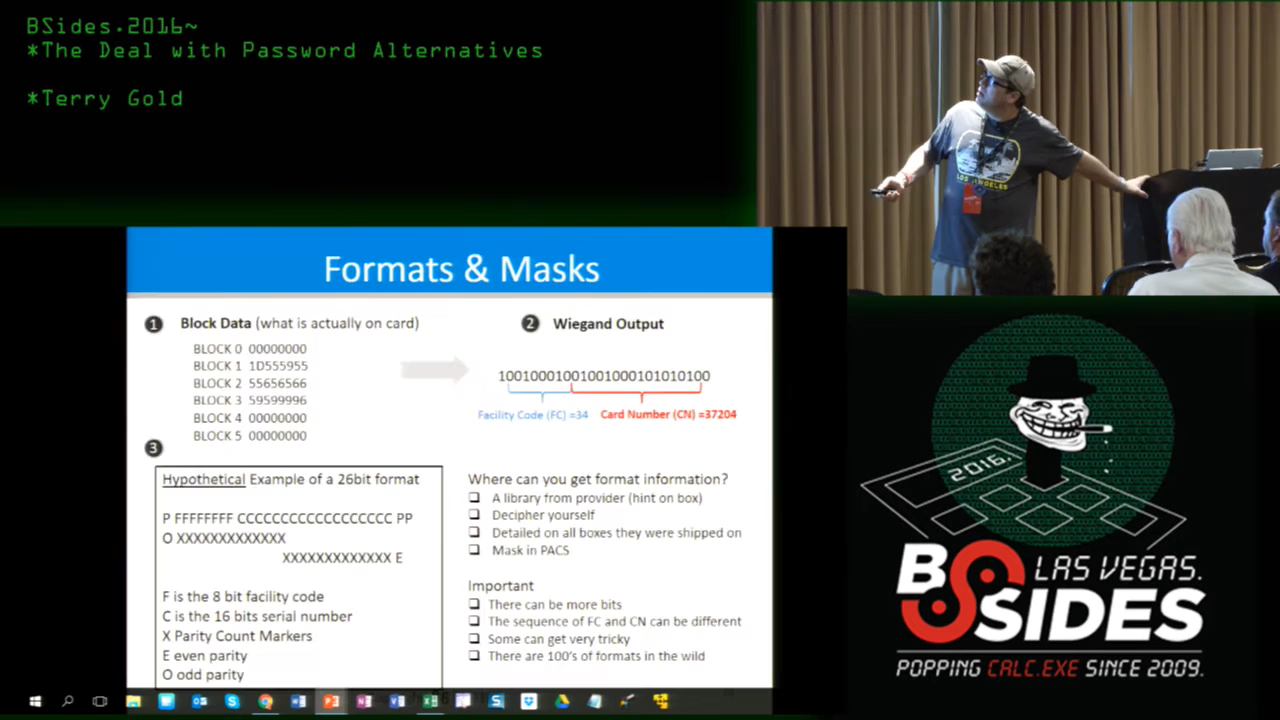 BSides.2016~
*The Deal with Password Alternatives
*Terry Gold
LOS ANGELES
Formats & Masks
1 Block Data (what is actually on card)
BLOCK 0 00000000
BLOCK 1 1D555955
BLOCK 2 55656566
BLOCK 3 59599996
BLOCK 4 00000000
BLOCK 5 00000000
2 Wiegand Output
10010001001001000101010100
Facility Code (FC) =34 Card Number (CN) =37204
3
Hypothetical Example of a 26bit format
P FFFFFFFF CCCCCCCCCCCCCCCCCC PP
O XXXXXXXXXXXXX
XXXXXXXXXXXXX E
F is the 8 bit facility code
C is the 16 bits serial number
X Parity Count Markers
E even parity
O odd parity
Where can you get format information?
A library from provider (hint on box)
Decipher yourself
Detailed on all boxes they were shipped on
Mask in PACS
Important
There can be more bits
The sequence of FC and CN can be different
Some can get very tricky
There are 100's of formats in the wild
2016.
BSIDES
LAS VEGAS.
POPPING CALC.EXE SINCE 2009.